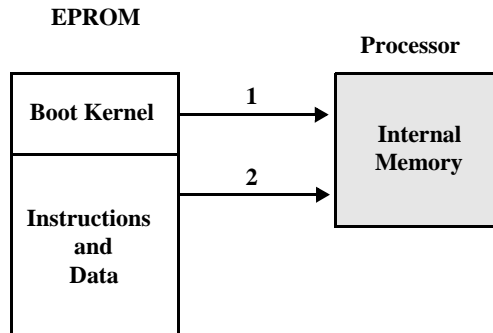 EPROM
Processor
Boot Kernel
1
Internal
Memory
2
Instructions
and
Data